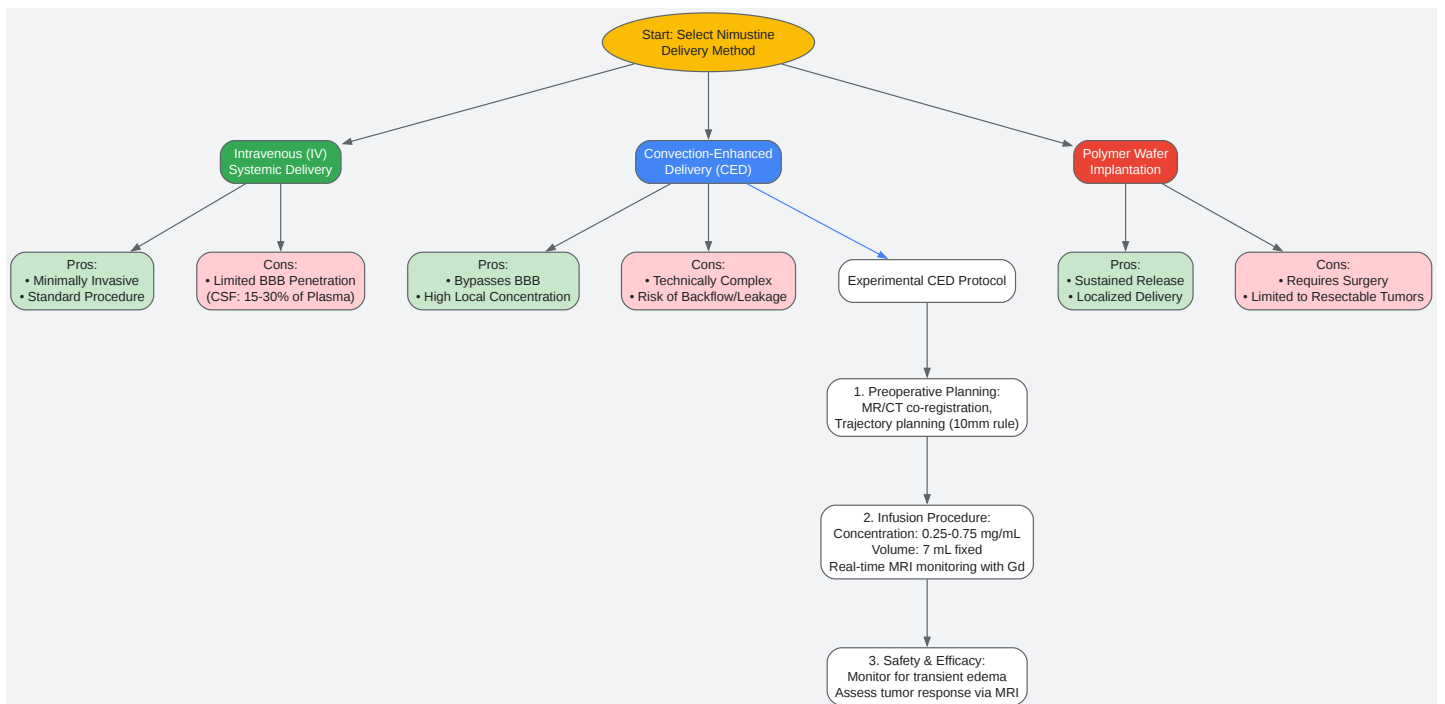 Start: Select Nimustine
Delivery Method
Intravenous (IV)
Systemic Delivery
Convection-Enhanced
Delivery (CED)
Polymer Wafer
Implantation
Pros:
• Minimally Invasive
• Standard Procedure
Cons:
• Limited BBB Penetration
(CSF: 15-30% of Plasma)
Pros:
• Bypasses BBB
• High Local Concentration
Cons:
• Technically Complex
• Risk of Backflow/Leakage
Experimental CED Protocol
Pros:
• Sustained Release
• Localized Delivery
Cons:
• Requires Surgery
• Limited to Resectable Tumors
1. Preoperative Planning:
MR/CT co-registration,
Trajectory planning (10mm rule)
2. Infusion Procedure:
Concentration: 0.25-0.75 mg/mL
Volume: 7 mL fixed
Real-time MRI monitoring with Gd
3. Safety & Efficacy:
Monitor for transient edema
Assess tumor response via MRI